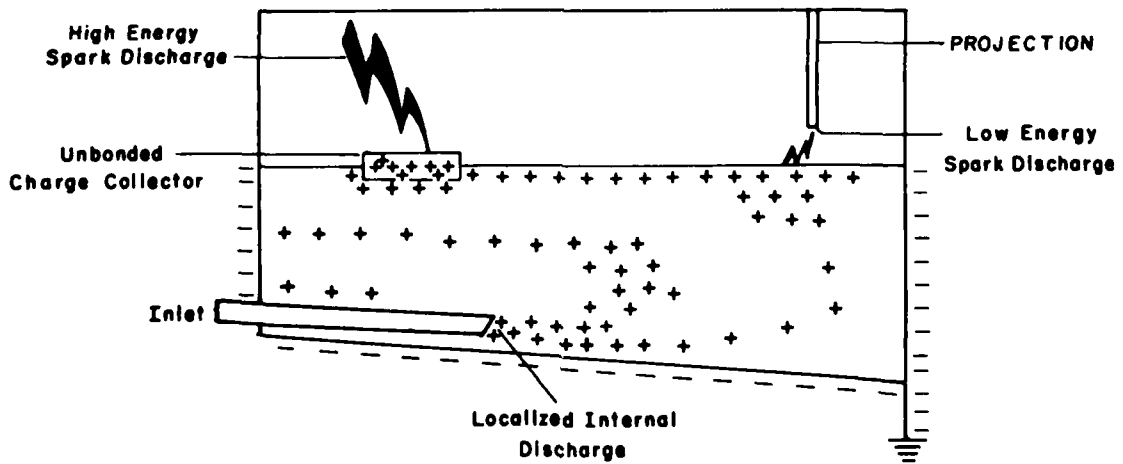 High Energy
Spark Discharge
PROJECTION
Low Energy
Spark Discharge
Unbonded
Charge Collector
Inlet
Localized Internal
Discharge